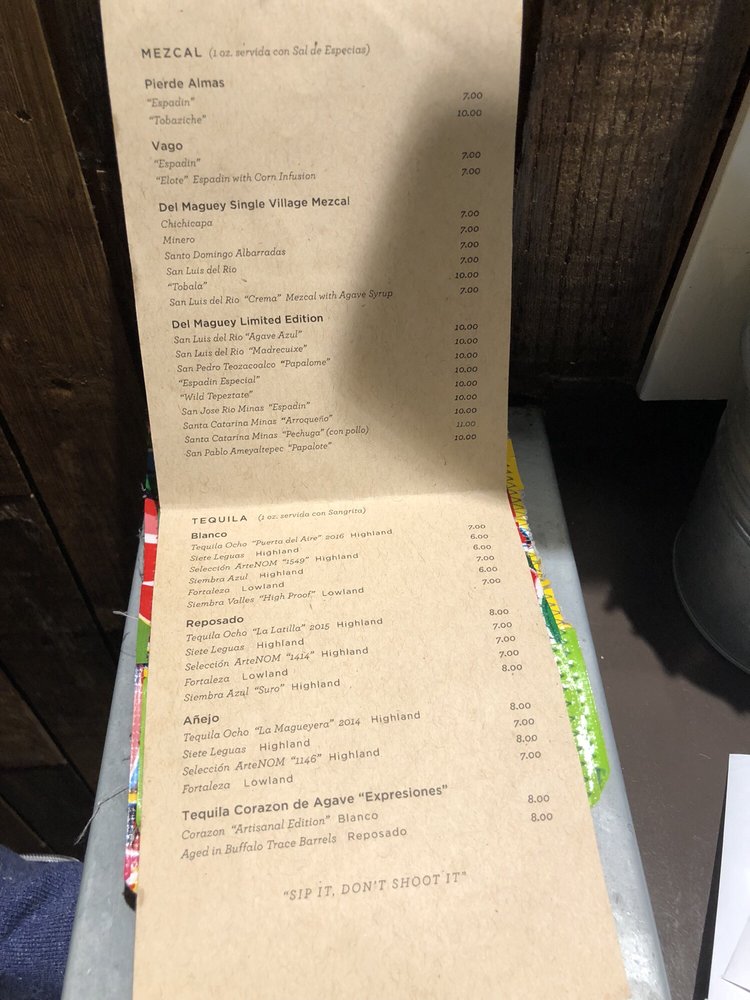 MEZCAL (1 oz. servida con Sal de Especias)
Pierde Almas
"Espadin" 7.00
"Tobaziche" 10.00
Vago
"Espadin" 7.00
"Elote" Espadin with Corn Infusion 7.00
Del Maguey Single Village Mezcal
Chichicapa 7.00
Minero 7.00
Santo Domingo Albarradas 7.00
San Luis del Rio 7.00
"Tobala" 10.00
San Luis del Rio "Crema" Mezcal with Agave Syrup 7.00
Del Maguey Limited Edition
San Luis del Rio "Agave Azul" 10.00
San Luis del Rio "Madrecuixe" 10.00
San Pedro Teozacoalco "Papalome" 10.00
"Espadin Especial" 10.00
"Wild Tepeztate" 10.00
San Jose Rio Minas "Espadin" 10.00
Santa Catarina Minas "Arroqueño" 10.00
Santa Catarina Minas "Pechuga" (con pollo) 11.00
San Pablo Ameyaltepec "Papalote" 10.00
TEQUILA (1 oz. servida con Sangrita)
Blanco
Tequila Ocho "Puerta del Aire" 2016 Highland 7.00
Siete Leguas Highland 6.00
Selección ArteNOM "1549" Highland 6.00
Siembra Azul Highland 7.00
Fortaleza Lowland 6.00
Siembra Valles "High Proof" Lowland 7.00
Reposado
Tequila Ocho "La Latilla" 2015 Highland 8.00
Siete Leguas Highland 7.00
Selección ArteNOM "1414" Highland 7.00
Fortaleza Lowland 7.00
Siembra Azul "Suro" Highland 8.00
Añejo
Tequila Ocho "La Magueyera" 2014 Highland 8.00
Siete Leguas Highland 7.00
Selección ArteNOM "1146" Highland 8.00
Fortaleza Lowland 7.00
Tequila Corazon de Agave "Expresiones"
Corazon "Artisanal Edition" Blanco 8.00
Aged in Buffalo Trace Barrels Reposado 8.00
"SIP IT, DON'T SHOOT IT"